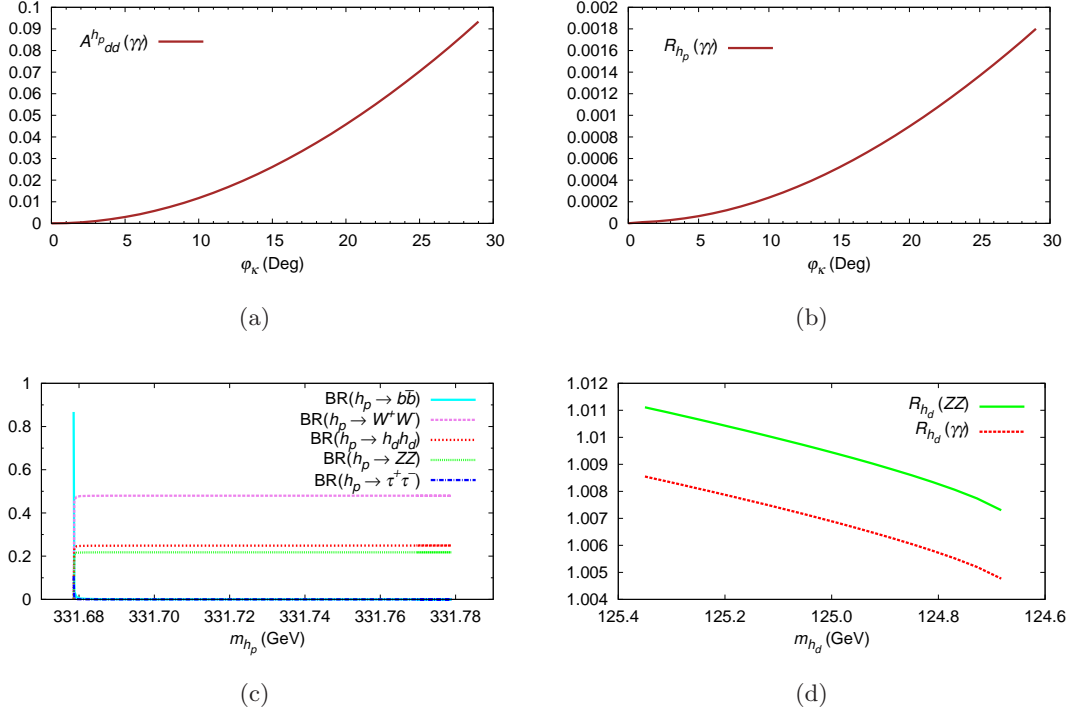 0.1
0.09
0.08
0.07
0.06
0.05
0.04
0.03
0.02
0.01
0
A^{h_p}_{dd} (γγ)
0 5 10 15 20 25 30
φ_κ (Deg)
(a)
0.002
0.0018
0.0016
0.0014
0.0012
0.001
0.0008
0.0006
0.0004
0.0002
0
R_{h_p} (γγ)
0 5 10 15 20 25 30
φ_κ (Deg)
(b)
1
0.8
0.6
0.4
0.2
0
BR(h_p → bb̅)
BR(h_p → W⁺W⁻)
BR(h_p → h_d h_d)
BR(h_p → ZZ)
BR(h_p → τ⁺τ⁻)
331.68 331.70 331.72 331.74 331.76 331.78
m_{h_p} (GeV)
(c)
1.012
1.011
1.01
1.009
1.008
1.007
1.006
1.005
1.004
R_{h_d} (ZZ)
R_{h_d} (γγ)
125.4 125.2 125.0 124.8 124.6
m_{h_d} (GeV)
(d)